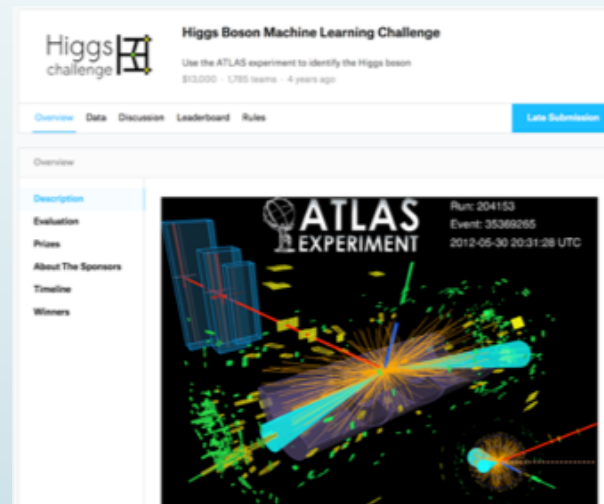 Higgs
challenge
Higgs Boson Machine Learning Challenge
Use the ATLAS experiment to identify the Higgs boson
$13,000 · 1,785 teams · 4 years ago
Overview Data Discussion Leaderboard Rules Late Submission
Overview
Description
Evaluation
Prizes
About The Sponsors
Timeline
Winners
ATLAS
EXPERIMENT
Run: 204153
Event: 35369265
2012-05-30 20:31:28 UTC